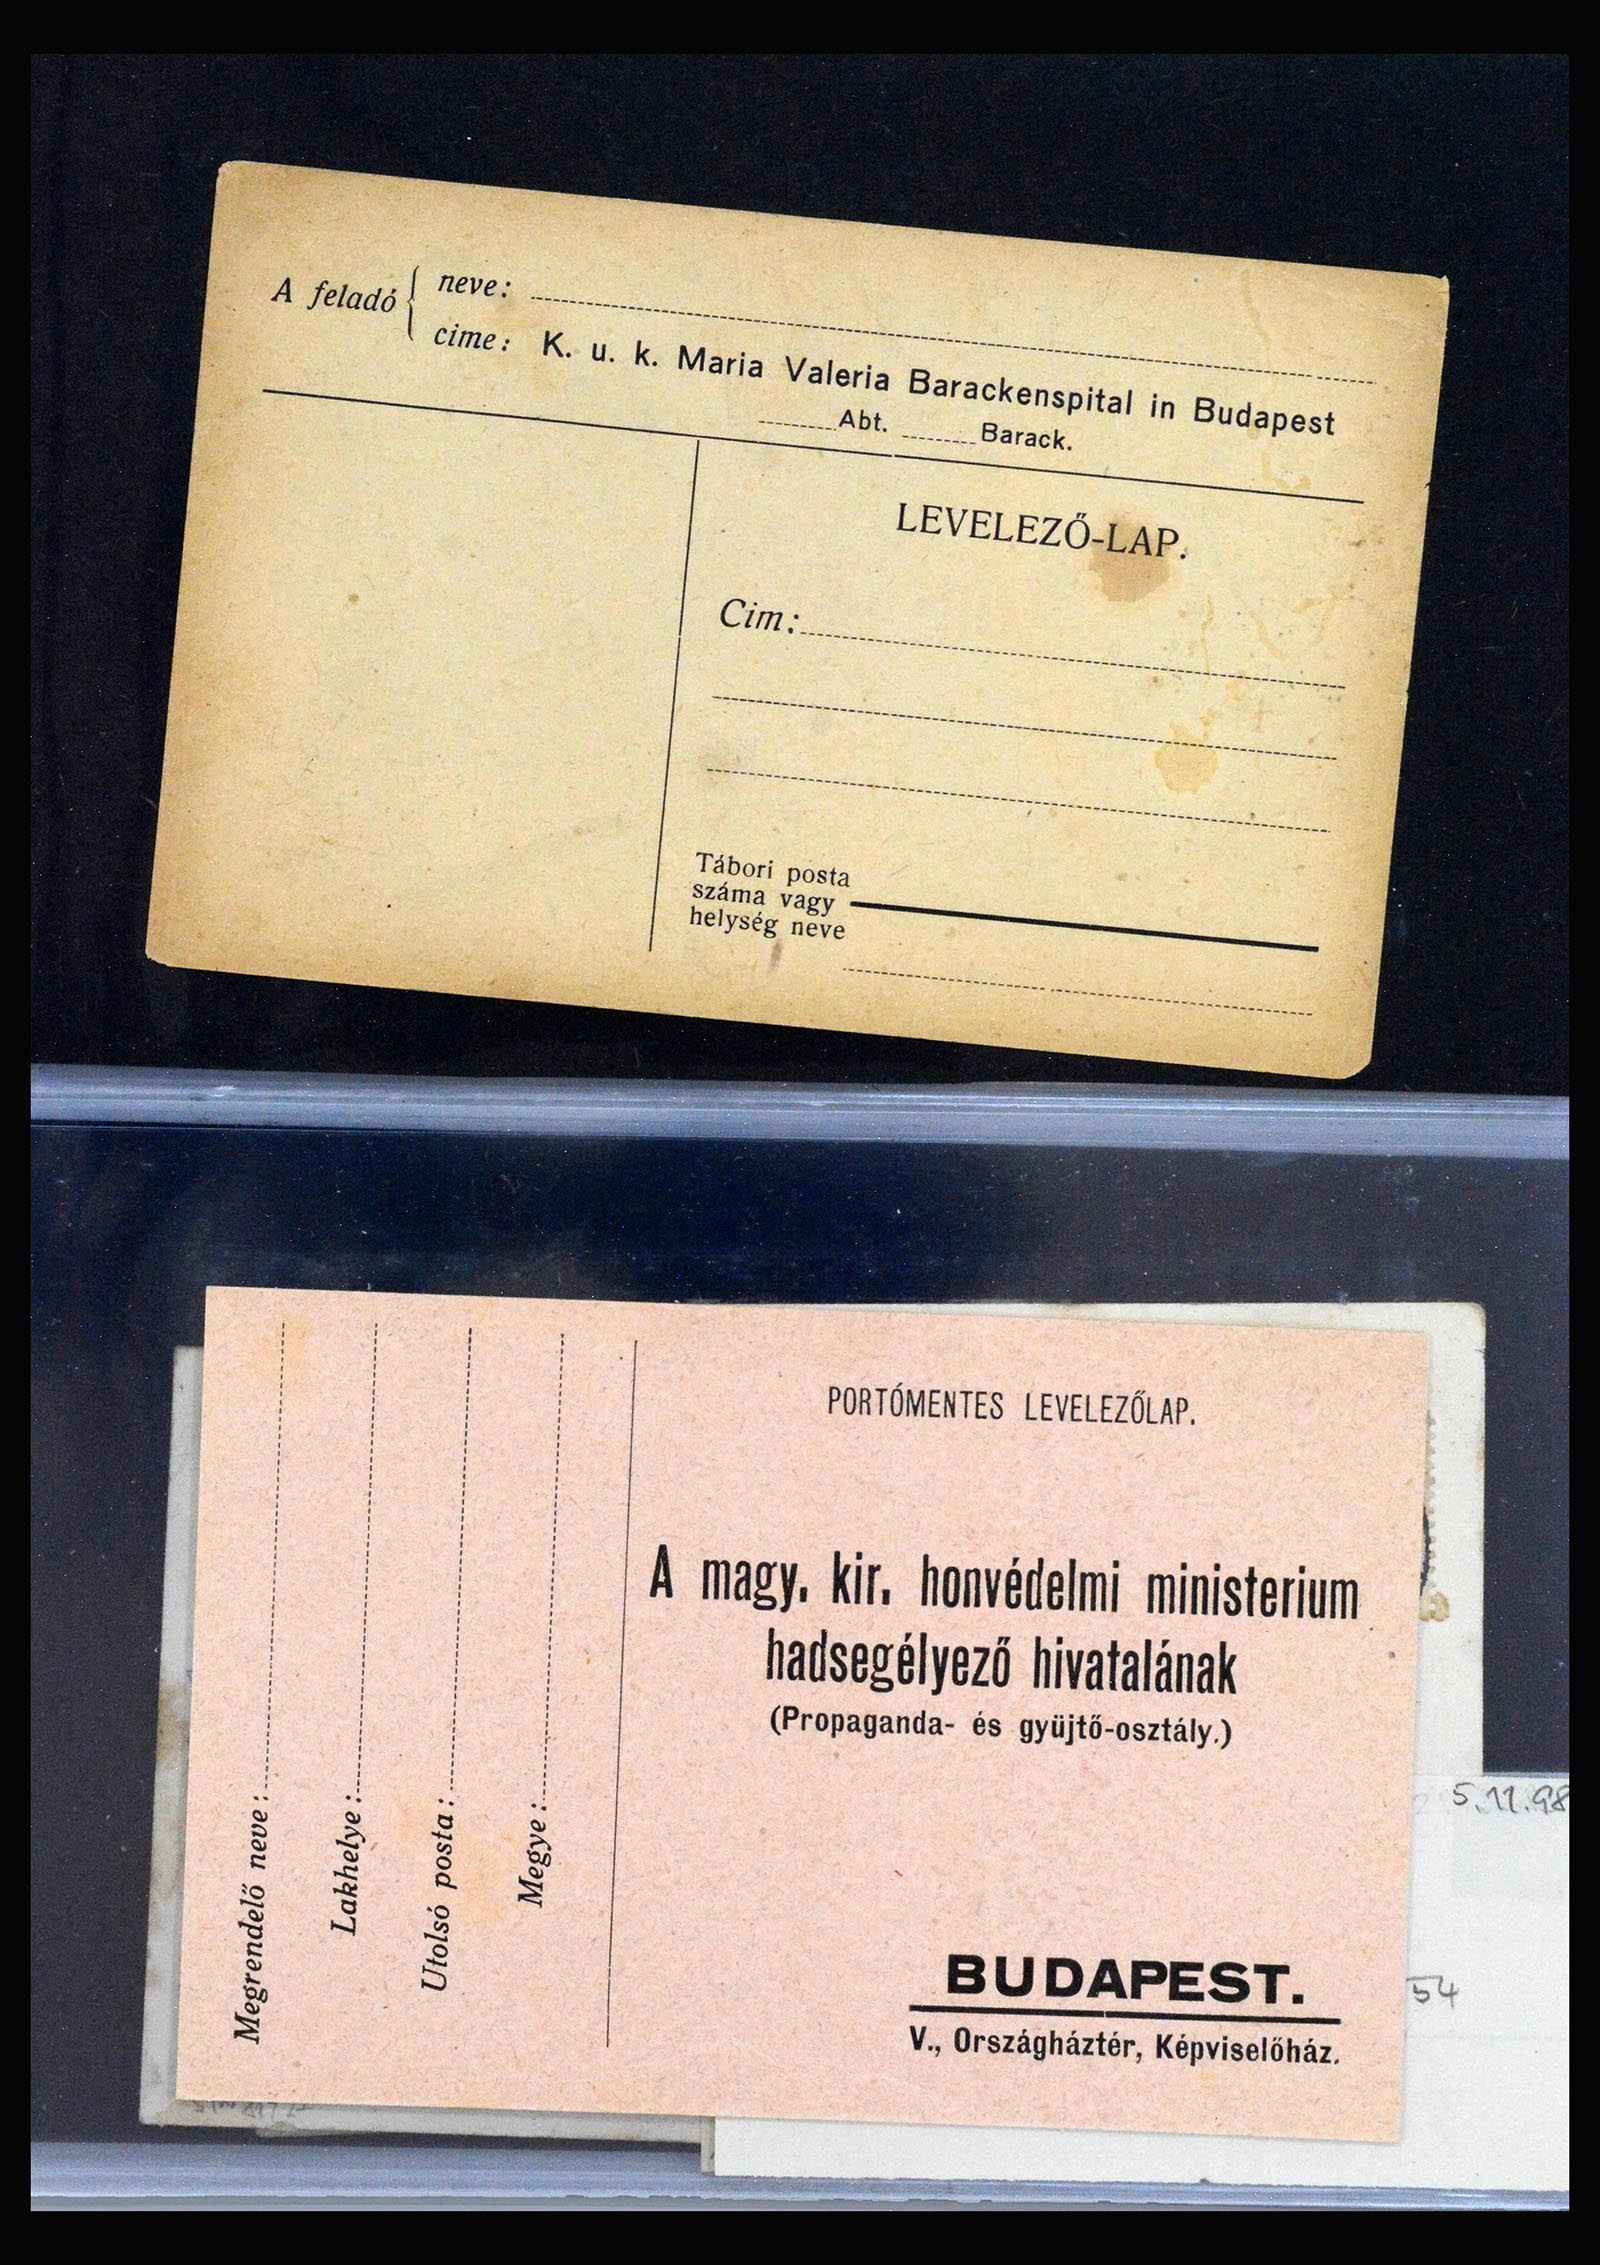 A feladó { neve:
cime: K. u. k. Maria Valeria Barackenspital in Budapest
Abt. Barack.
LEVELEZŐ-LAP.
Cim:
Tábori posta
száma vagy
helység neve
PORTÓMENTES LEVELEZŐLAP.
A magy. kir. honvédelmi ministerium
hadsegélyező hivatalának
(Propaganda- és gyüjtő-osztály.)
BUDAPEST.
V., Országháztér, Képviselőház.
Megrendelő neve:
Lakhelye:
Utolsó posta:
Megye:
5.11.98
54